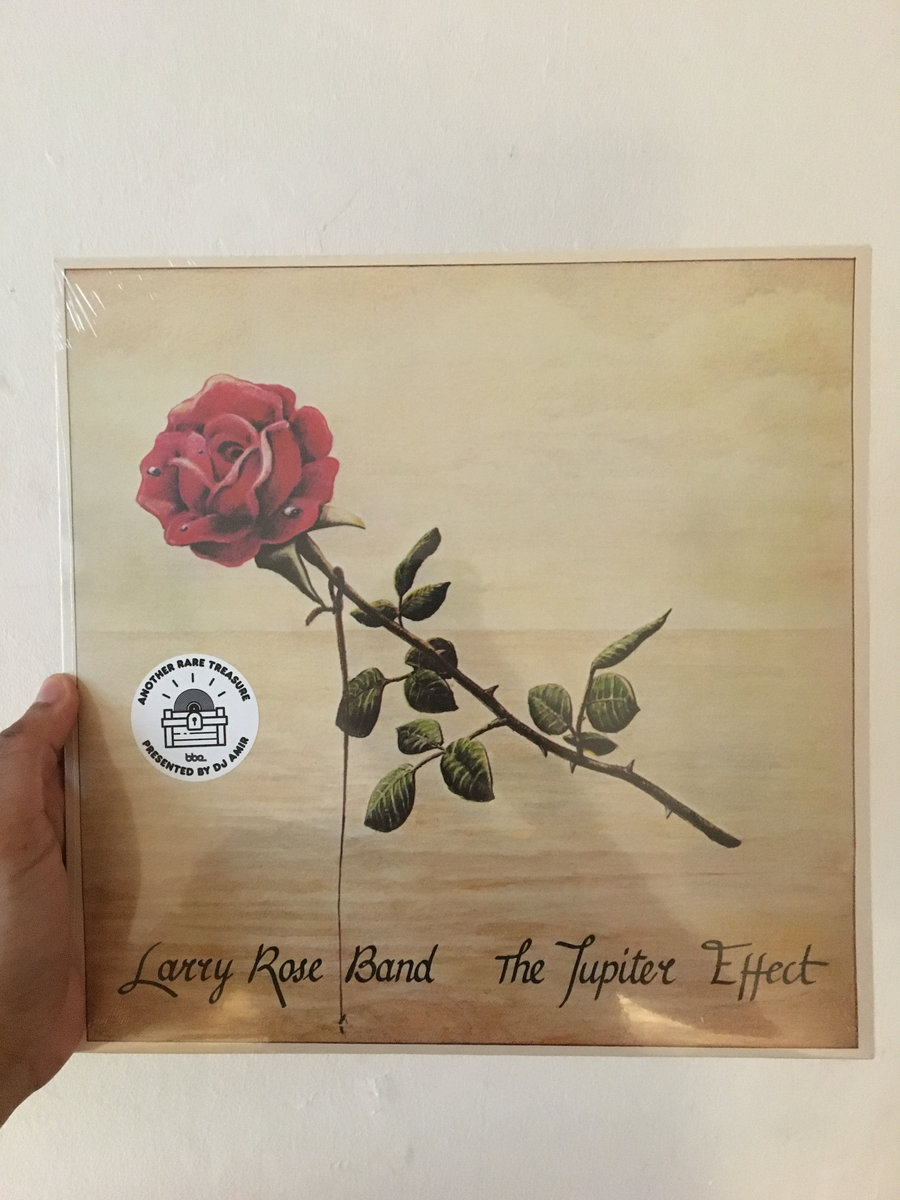 ANOTHER RARE TREASURE
bbe
PRESENTED BY DJ AMIR
Larry Rose Band The Jupiter Effect